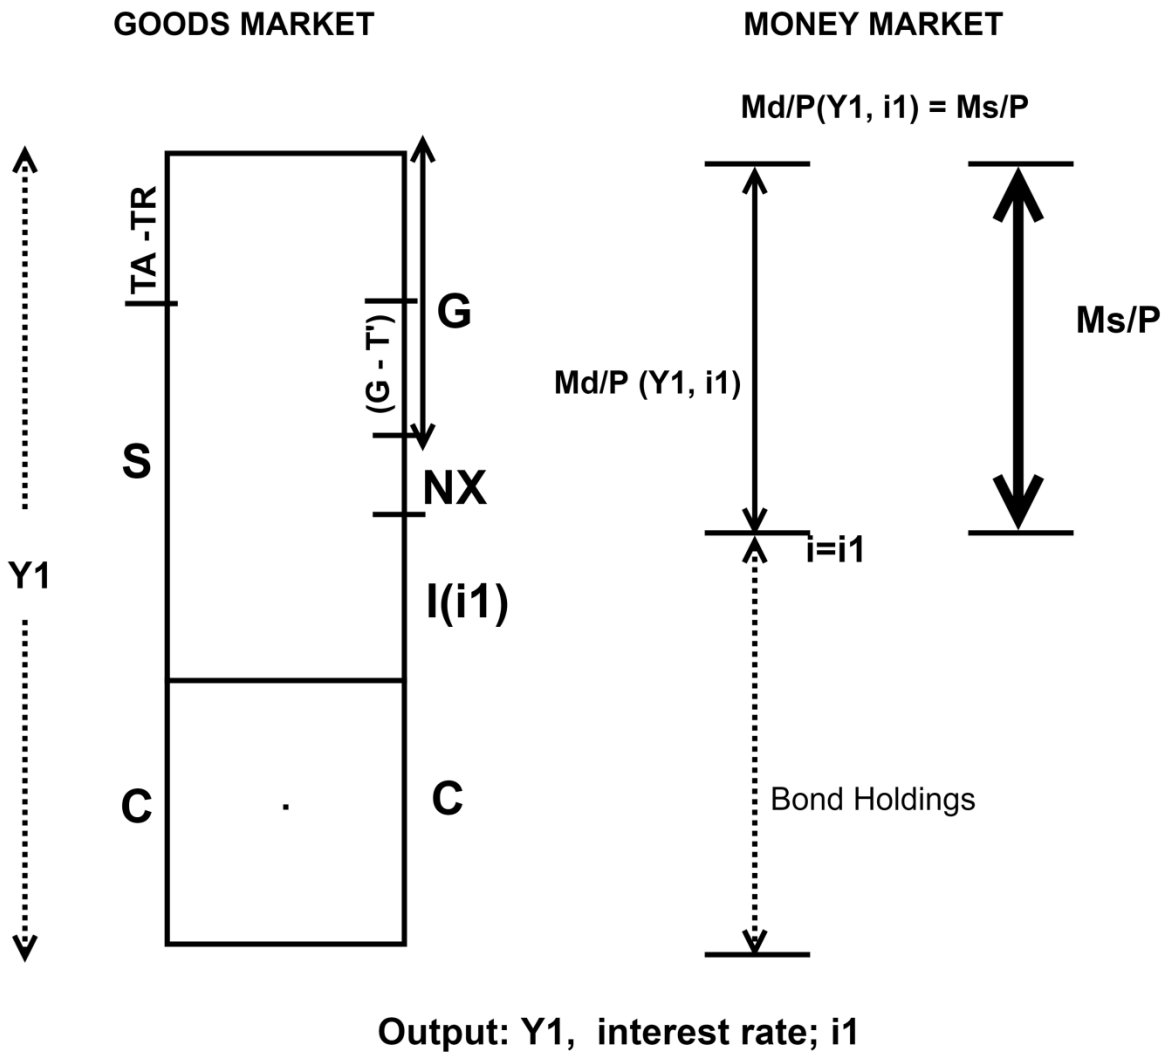 GOODS MARKET
MONEY MARKET
Md/P(Y1, i1) = Ms/P
TA -TR
G
(G - T')
Ms/P
Md/P (Y1, i1)
S
NX
i=i1
Y1
I(i1)
C
C
Bond Holdings
Output: Y1, interest rate; i1